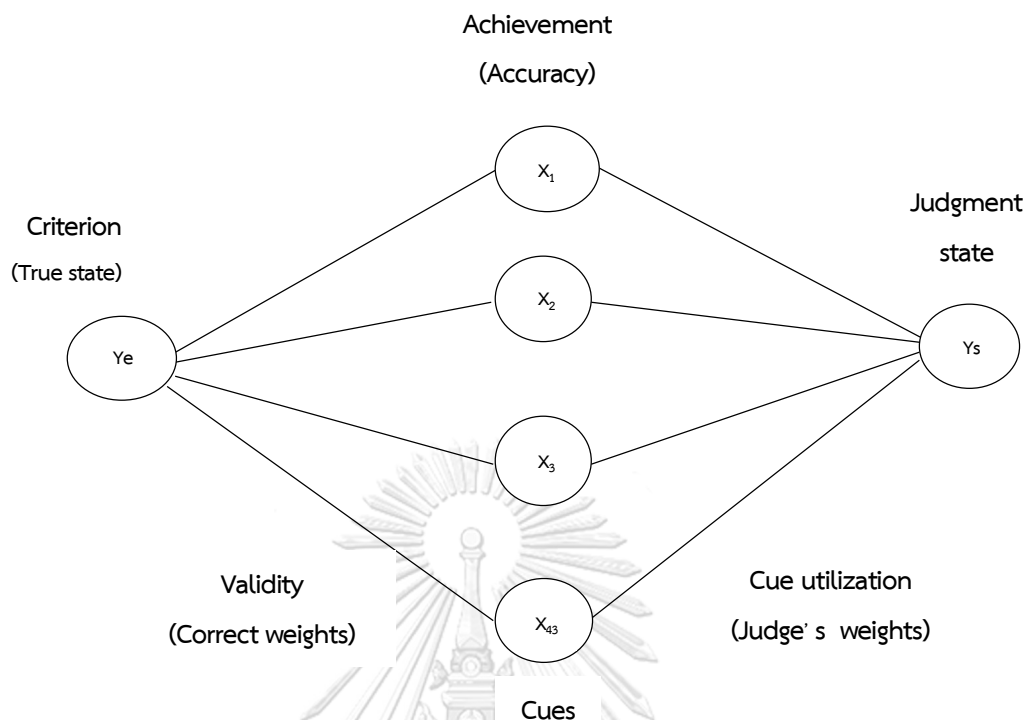 Achievement
(Accuracy)
X1
Judgment
state
Criterion
(True state)
X2
Ye
Ys
X3
Validity
(Correct weights)
Cue utilization
(Judge's weights)
X43
Cues